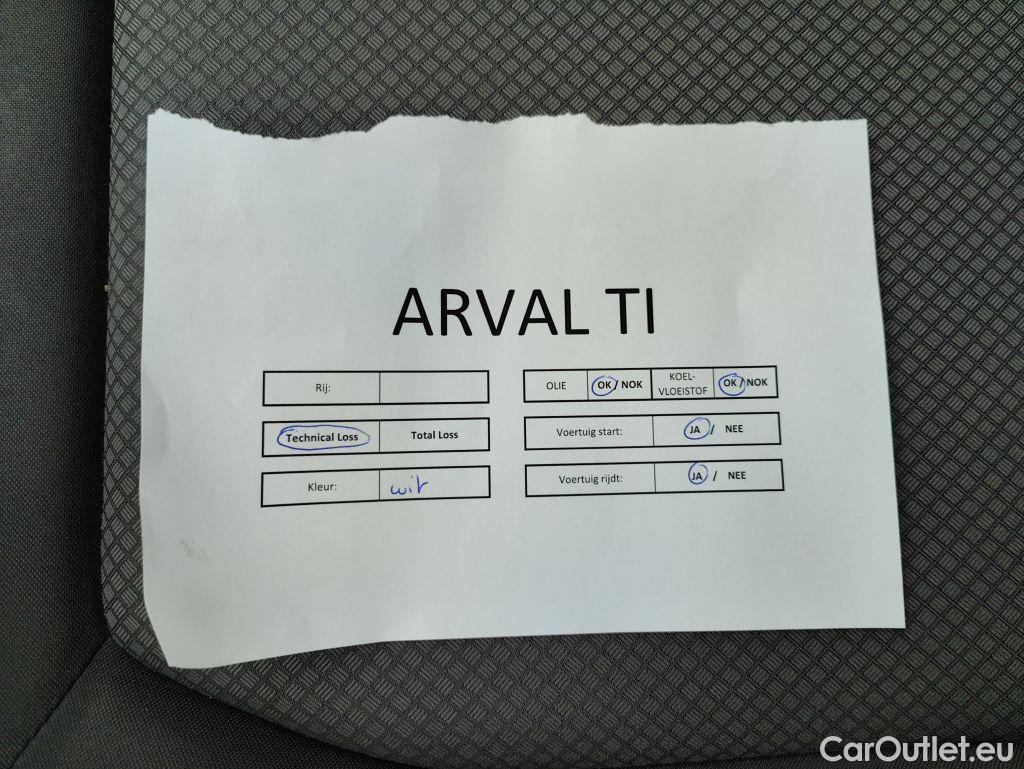 ARVAL TI
Rij:
OLIE OK / NOK KOEL-VLOEISTOF OK / NOK
Technical Loss Total Loss
Voertuig start: JA / NEE
Kleur: wit
Voertuig rijdt: JA / NEE
CarOutlet.eu